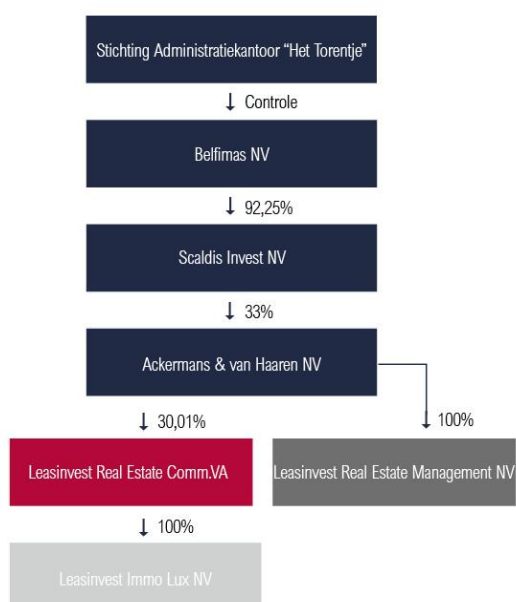 Stichting Administratiekantoor “Het Torentje”
Controle
Belfimas NV
92,25%
Scaldis Invest NV
33%
Ackermans & van Haaren NV
30,01%
100%
Leasinvest Real Estate Comm.VA
Leasinvest Real Estate Management NV
100%
Leasinvest Immo Lux NV